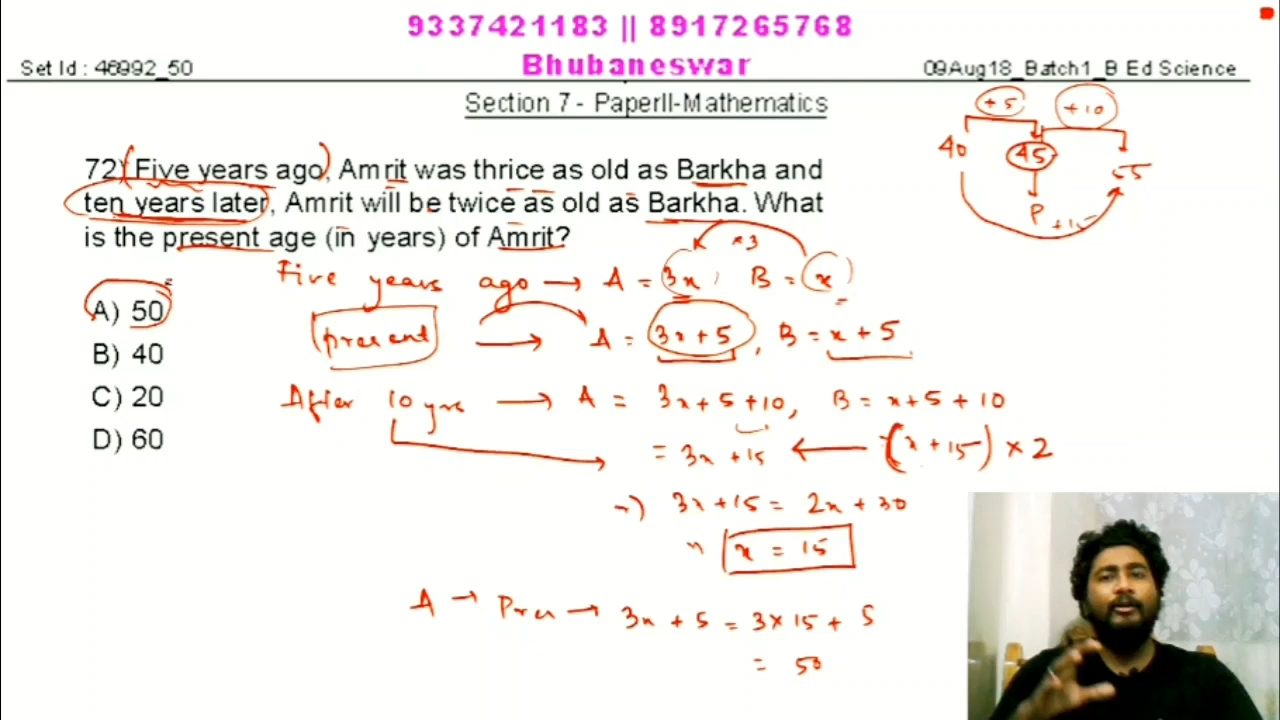 9337421183 || 8917265768
Bhubaneswar
Set Id : 46992_50
09Aug18_Batch1_B Ed Science
Section 7 - PaperII-Mathematics
+5 +10
40 45 55
P +15
72) Five years ago, Amrit was thrice as old as Barkha and
ten years later, Amrit will be twice as old as Barkha. What
is the present age (in years) of Amrit?
×3
A) 50
B) 40
C) 20
D) 60
Five years ago → A = 3x, B = x
present → A = 3x+5, B = x+5
After 10 yrs → A = 3x+5+10, B = x+5+10
= 3x+15 ← (x+15) × 2
⇒) 3x+15 = 2x+30
x = 15
A → Pres → 3x+5 = 3×15+5
= 50